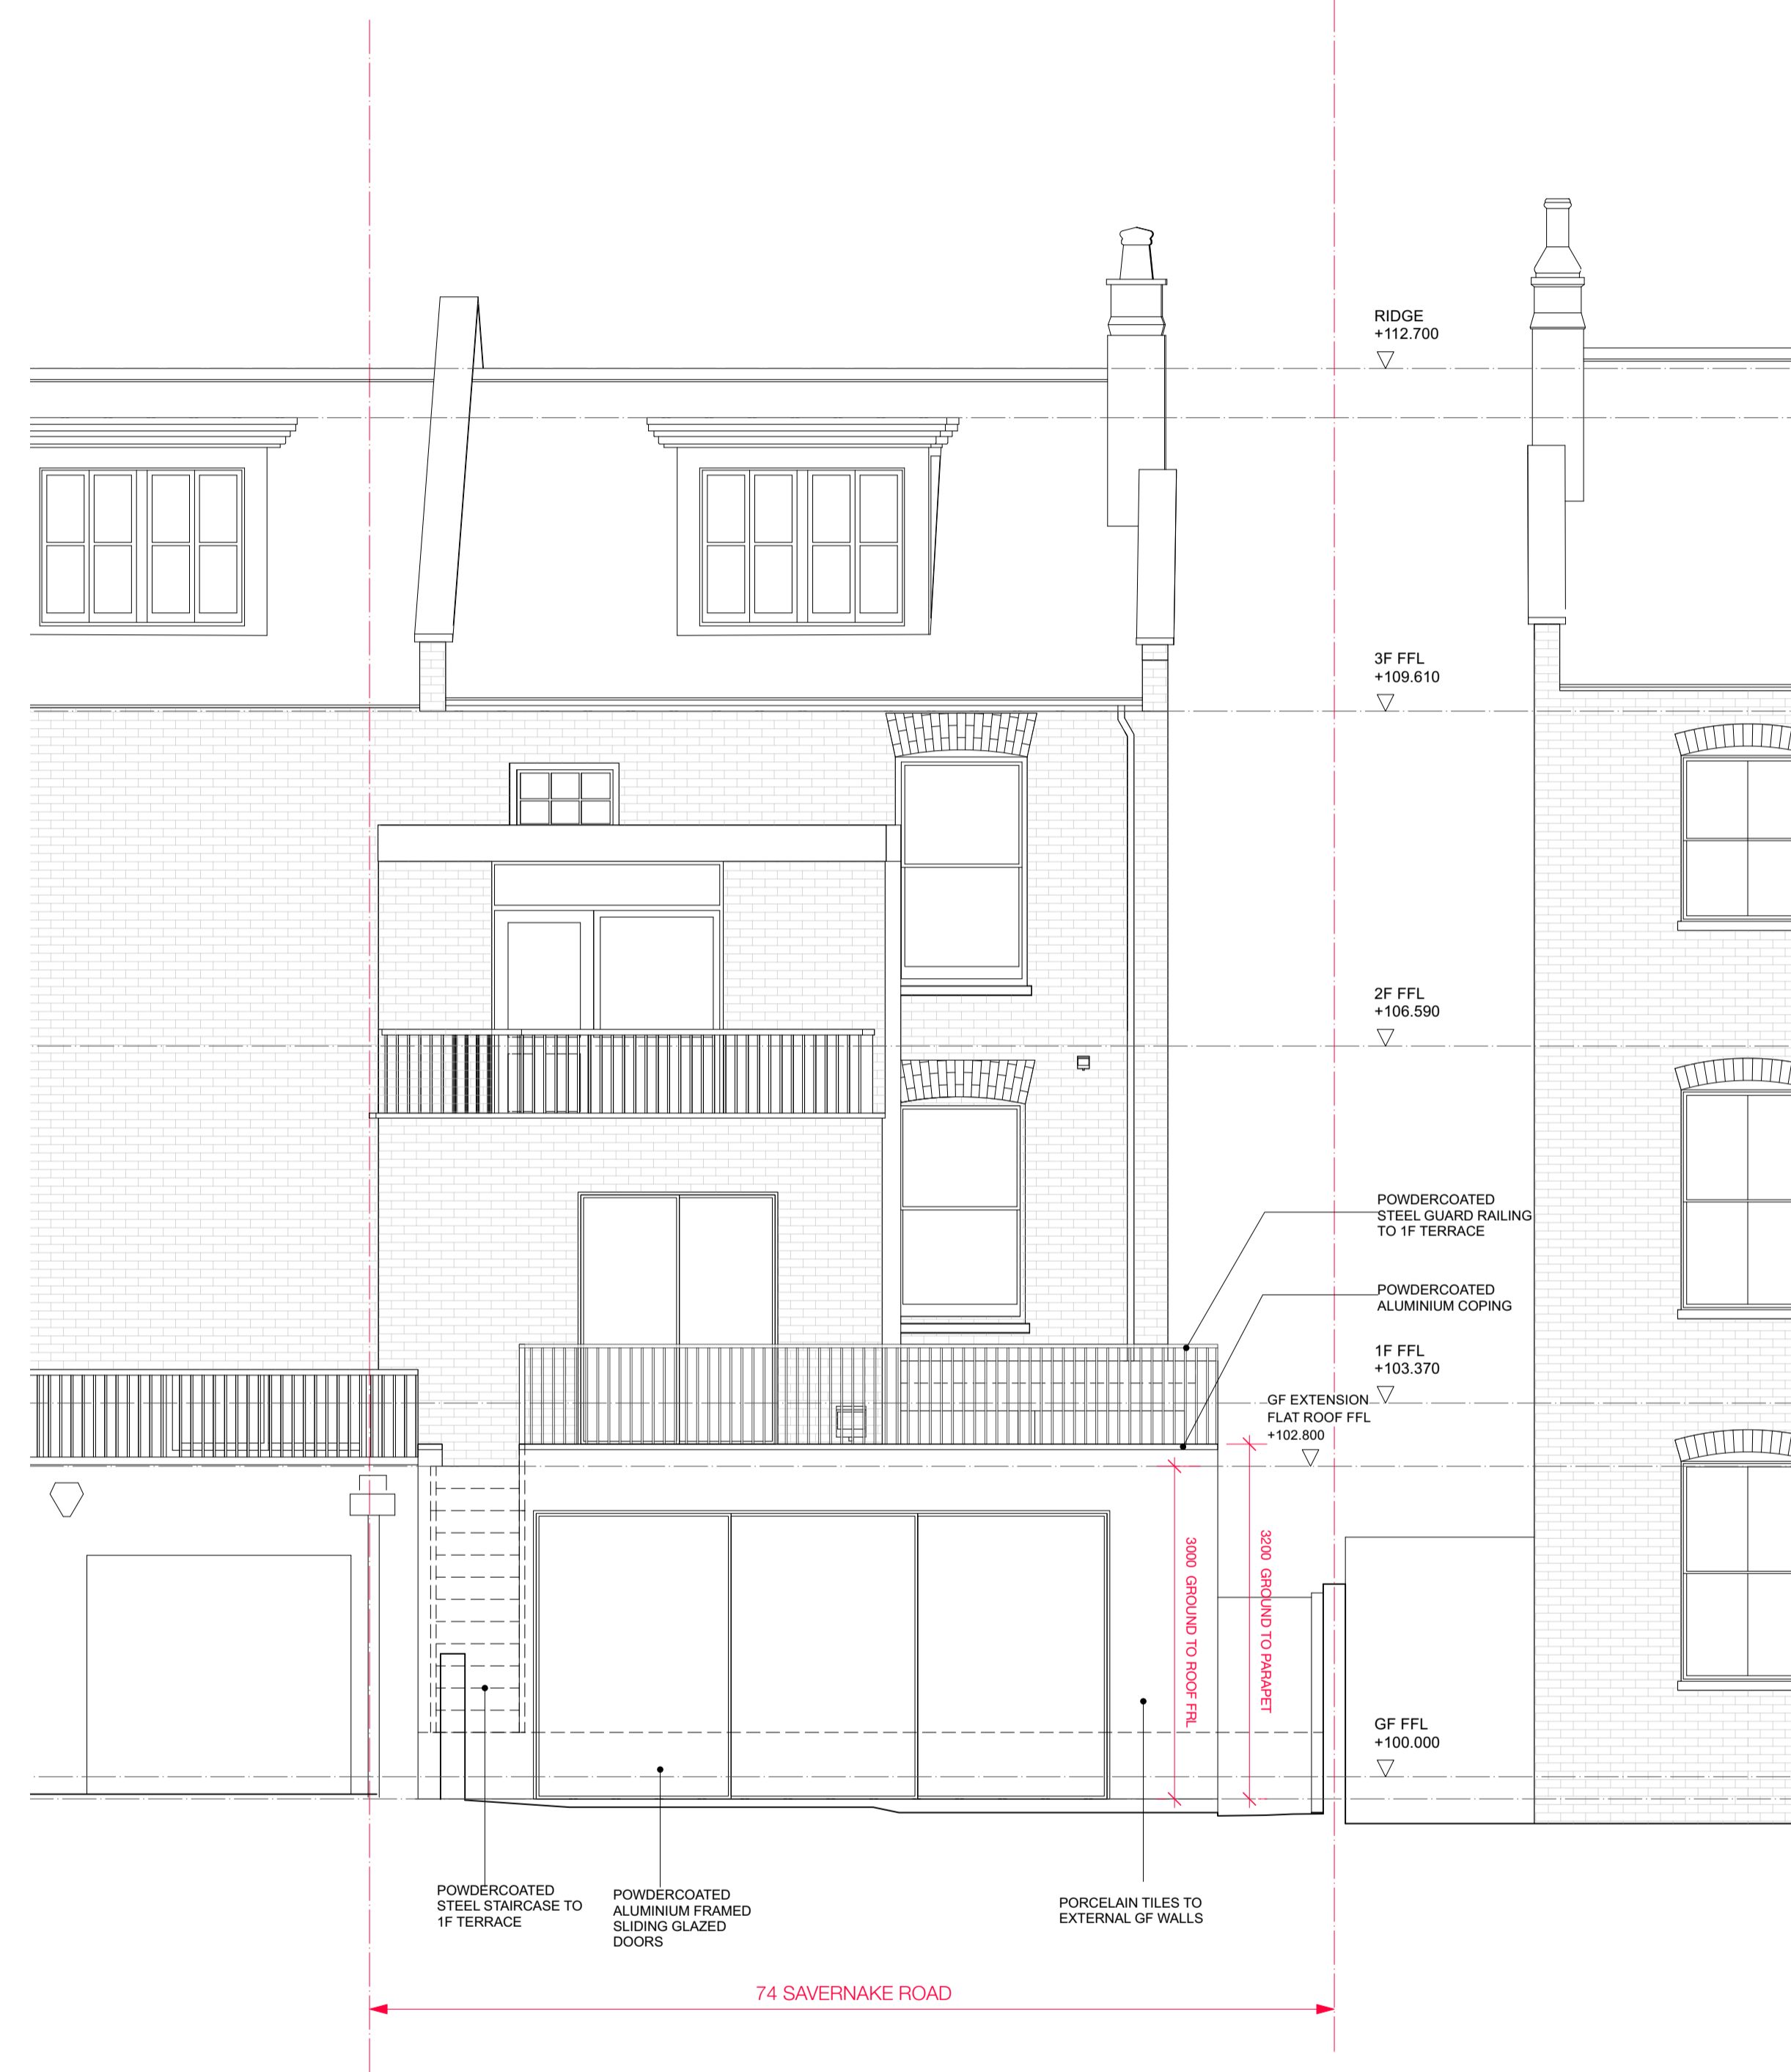 RIDGE
+112.700
3F FFL
+109.610
2F FFL
+106.590
POWDERCOATED
STEEL GUARD RAILING
TO 1F TERRACE
POWDERCOATED
ALUMINIUM COPING
1F FFL
+103.370
GF EXTENSION
FLAT ROOF FFL
+102.800
3000 GROUND TO ROOF FRL
3200 GROUND TO PARAPET
GF FFL
+100.000
POWDERCOATED
STEEL STAIRCASE TO
1F TERRACE
POWDERCOATED
ALUMINIUM FRAMED
SLIDING GLAZED
DOORS
PORCELAIN TILES TO
EXTERNAL GF WALLS
74 SAVERNAKE ROAD